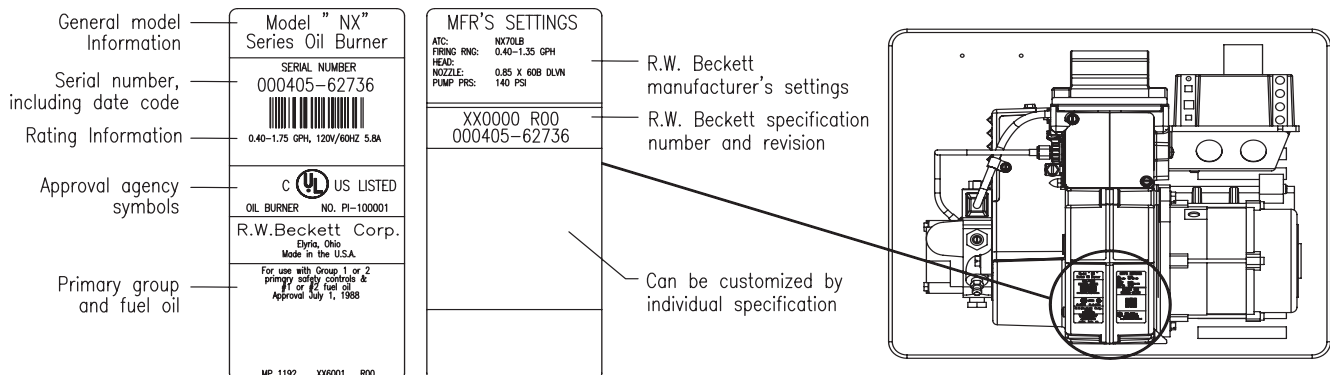 General model
Information
Serial number,
including date code
Rating Information
Approval agency
symbols
Primary group
and fuel oil
Model " NX"
Series Oil Burner
SERIAL NUMBER
000405-62736
0.40-1.75 GPH, 120V/60HZ 5.8A
C UL US LISTED
OIL BURNER NO. PI-100001
R.W.Beckett Corp.
Elyria, Ohio
Made in the U.S.A.
For use with Group 1 or 2
primary safety controls &
#1 or #2 fuel oil
Approval July 1, 1988
MP 1192 XX6001 R00
MFR'S SETTINGS
ATC: NX70LB
FIRING RNG: 0.40-1.35 GPH
HEAD:
NOZZLE: 0.85 X 60B DLVN
PUMP PRS: 140 PSI
XX0000 R00
000405-62736
R.W. Beckett
manufacturer's settings
R.W. Beckett specification
number and revision
Can be customized by
individual specification